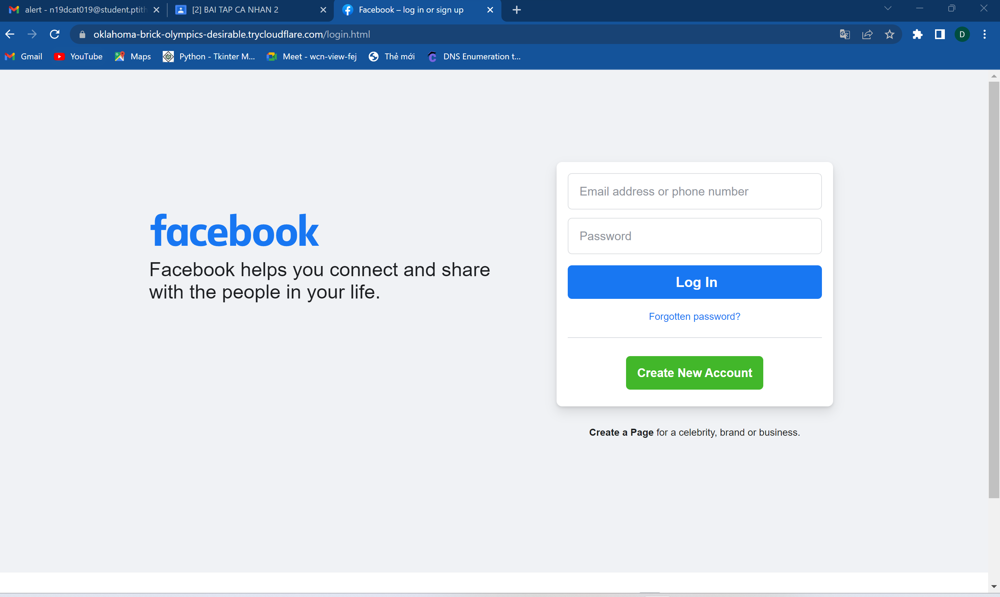 alert - n19dcat019@student.ptith
[2] BAI TAP CA NHAN 2
Facebook – log in or sign up
oklahoma-brick-olympics-desirable.trycloudflare.com/login.html
D
Gmail
YouTube
Maps
Python - Tkinter M...
Meet - wcn-view-fej
Thẻ mới
DNS Enumeration t...
facebook
Facebook helps you connect and share
with the people in your life.
Email address or phone number
Password
Log In
Forgotten password?
Create New Account
Create a Page for a celebrity, brand or business.